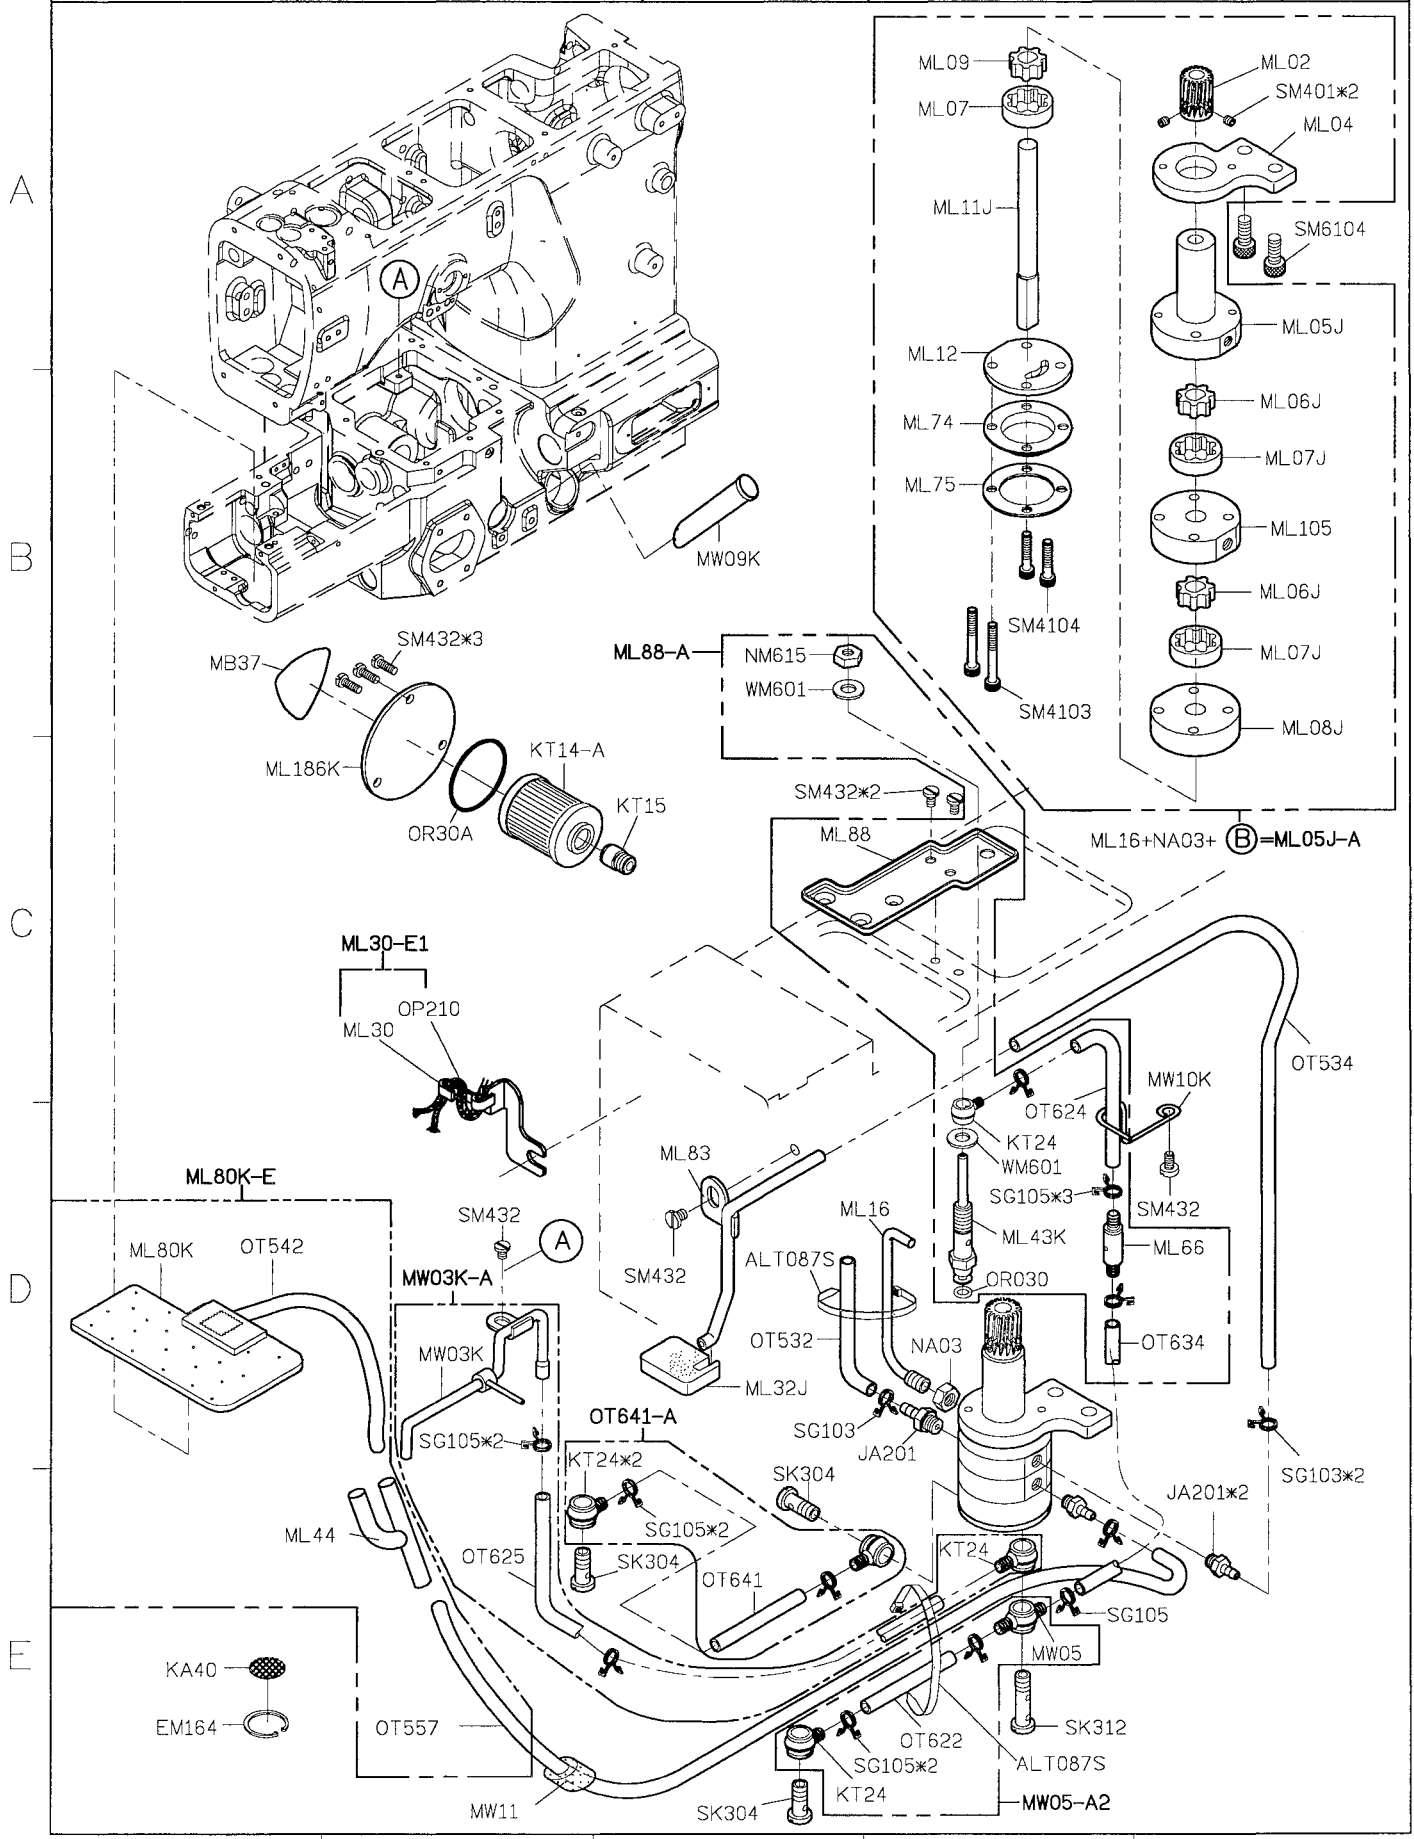 ML09
ML02
SM401*2
ML07
ML04
A
ML11J
SM6104
A
ML05J
ML12
ML06J
ML74
ML07J
ML75
ML105
B
MW09K
ML06J
SM4104
SM432*3
ML88-A
NM615
MB37
ML07J
WM601
SM4103
ML08J
KT14-A
ML186K
SM432*2
KT15
OR30A
ML88
ML16+NA03+ B =ML05J-A
C
ML30-E1
OP210
ML30
OT534
MW10K
OT624
KT24
ML83
WM601
ML80K-E
SG105*3
SM432
SM432
ML16
A
ML43K
ML80K
OT542
ML66
ALT087S
SM432
MW03K-A
OR030
D
OT532
NA03
OT634
MW03K
ML32J
OT641-A
SG103
SG105*2
JA201
KT24*2
SK304
SG103*2
JA201*2
ML44
SG105*2
KT24
OT625
SK304
OT641
SG105
E
MW05
KA40
EM164
OT557
OT622
SK312
SG105*2
ALT087S
KT24
MW11
SK304
MW05-A2